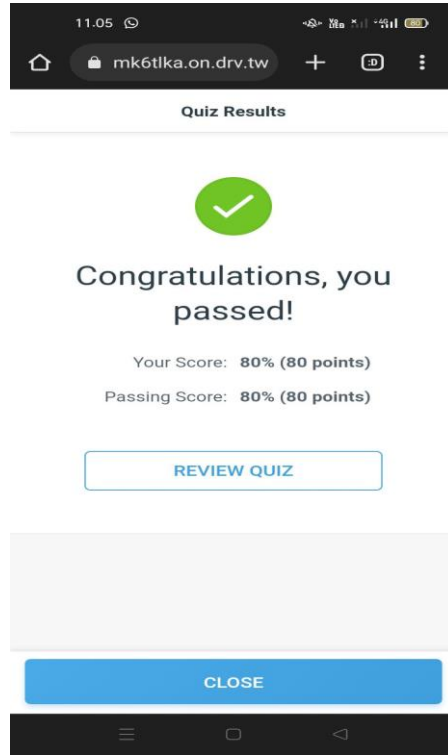 11.05
80
mk6tlka.on.drv.tw
:D
Quiz Results
Congratulations, you
passed!
Your Score: 80% (80 points)
Passing Score: 80% (80 points)
REVIEW QUIZ
CLOSE